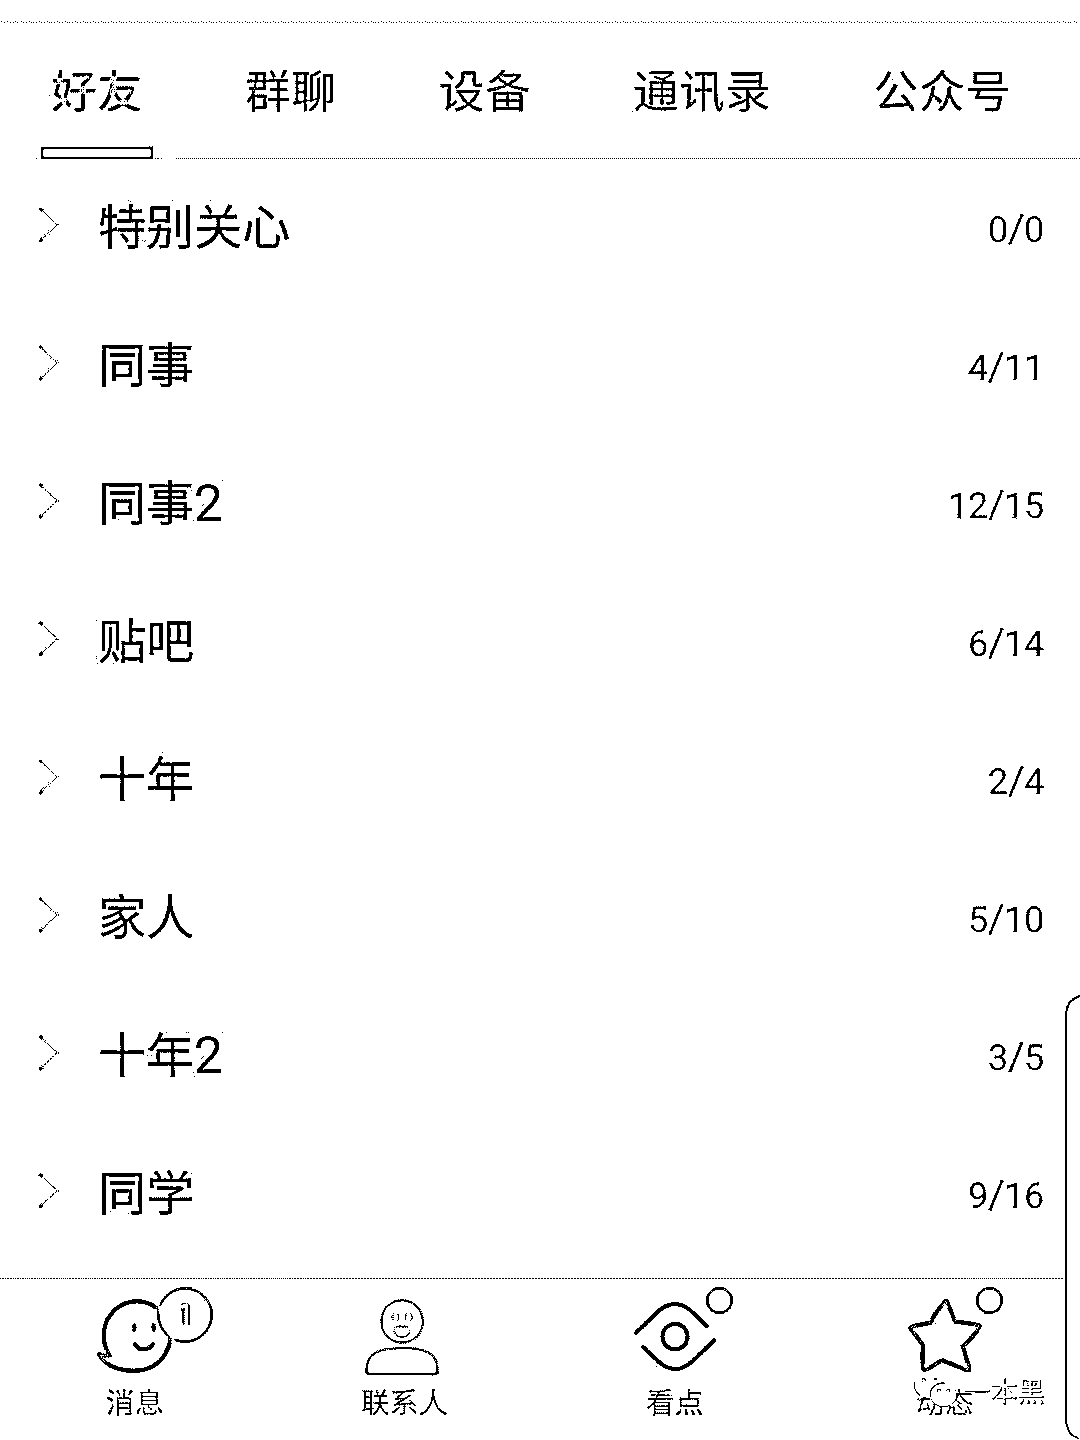 好友 群聊 设备 通讯录 公众号
特别关心 0/0
同事 4/11
同事2 12/15
贴吧 6/14
十年 2/4
家人 5/10
十年2 3/5
同学 9/16
1
消息 联系人 看点 动态
一本黑